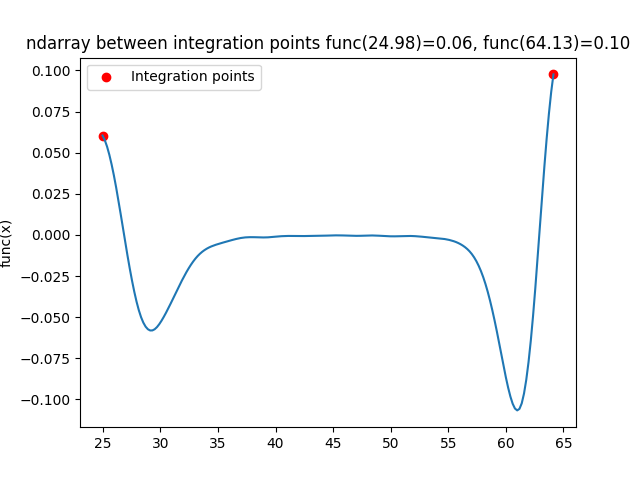 ndarray between integration points func(24.98)=0.06, func(64.13)=0.10
Integration points
func(x)
0.100
0.075
0.050
0.025
0.000
−0.025
−0.050
−0.075
−0.100
25 30 35 40 45 50 55 60 65